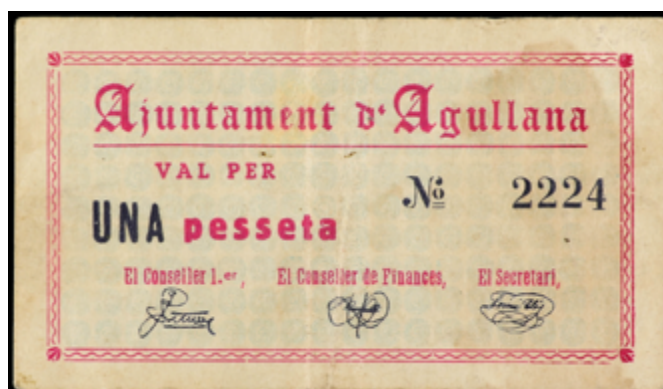 Ajuntament d'Agullana
VAL PER
Nº 2224
UNA pesseta
El Conseller 1.er, El Conseller de Finances, El Secretari,